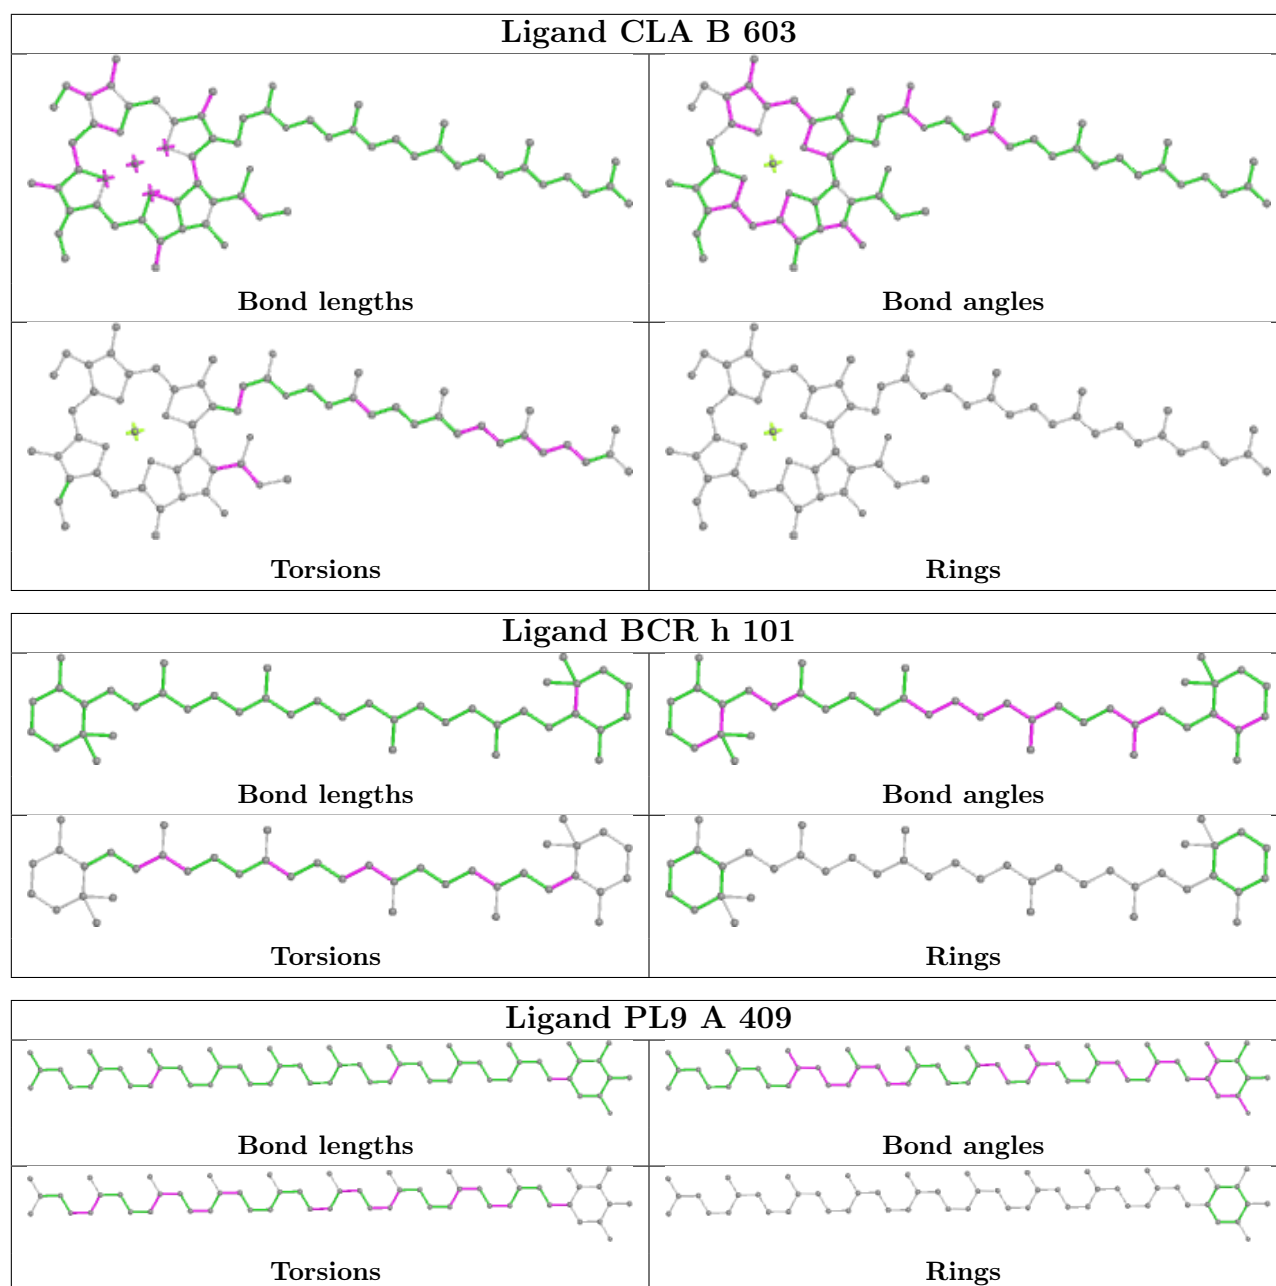 Ligand CLA B 603
Bond lengths
Bond angles
Torsions
Rings
Ligand BCR h 101
Bond lengths
Bond angles
Torsions
Rings
Ligand PL9 A 409
Bond lengths
Bond angles
Torsions
Rings